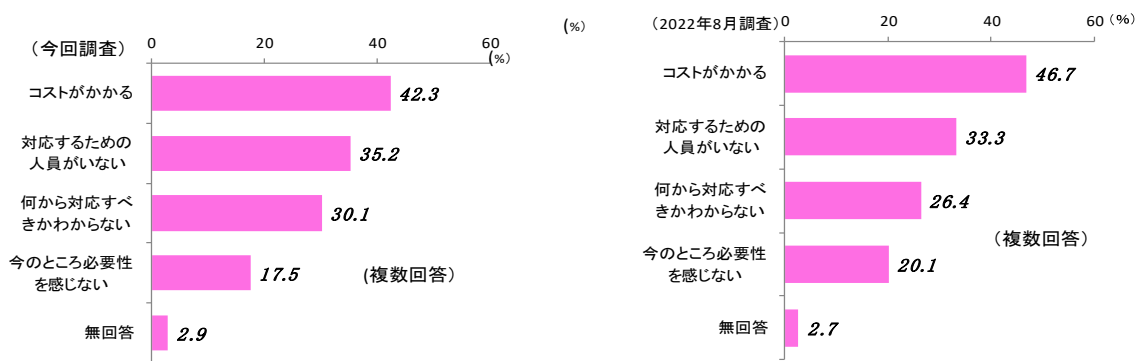 （今回調査）
0
20
40
60
(%)
(%)
コストがかかる
42.3
対応するための
人員がいない
35.2
何から対応すべ
きかわからない
30.1
今のところ必要性
を感じない
17.5
(複数回答）
無回答
2.9
（2022年8月調査）
0
20
40
60
（%）
コストがかかる
46.7
対応するための
人員がいない
33.3
何から対応すべ
きかわからない
26.4
（複数回答）
今のところ必要性
を感じない
20.1
無回答
2.7